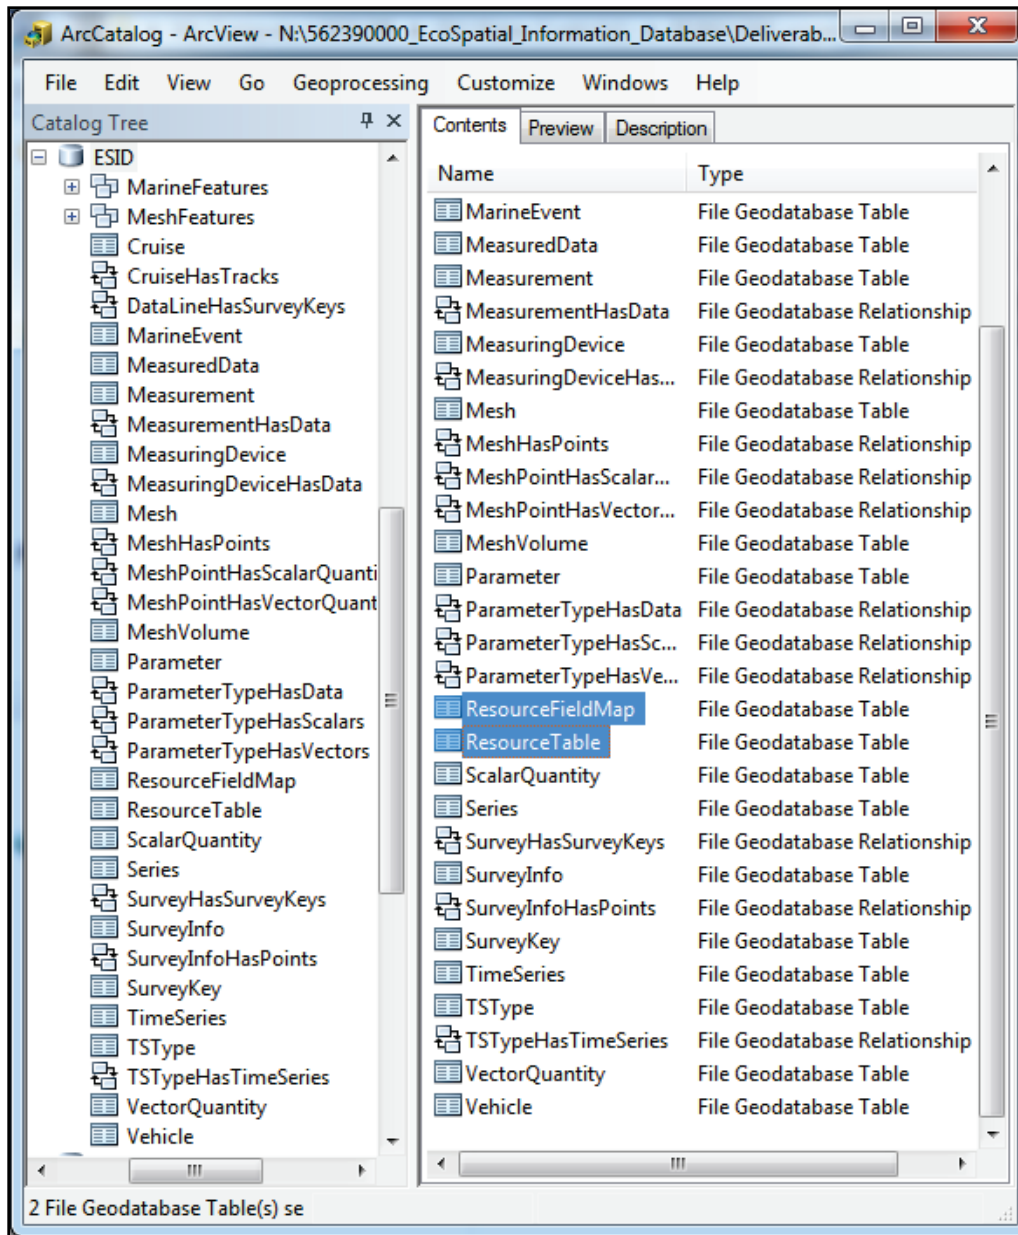 ArcCatalog - ArcView - N:\562390000_EcoSpatial_Information_Database\Deliverab...
File Edit View Go Geoprocessing Customize Windows Help
Catalog Tree
ESID
MarineFeatures
MeshFeatures
Cruise
CruiseHasTracks
DataLineHasSurveyKeys
MarineEvent
MeasuredData
Measurement
MeasurementHasData
MeasuringDevice
MeasuringDeviceHasData
Mesh
MeshHasPoints
MeshPointHasScalarQuanti
MeshPointHasVectorQuant
MeshVolume
Parameter
ParameterTypeHasData
ParameterTypeHasScalars
ParameterTypeHasVectors
ResourceFieldMap
ResourceTable
ScalarQuantity
Series
SurveyHasSurveyKeys
SurveyInfo
SurveyInfoHasPoints
SurveyKey
TimeSeries
TSType
TSTypeHasTimeSeries
VectorQuantity
Vehicle
Contents Preview Description
Name Type
MarineEvent File Geodatabase Table
MeasuredData File Geodatabase Table
Measurement File Geodatabase Table
MeasurementHasData File Geodatabase Relationship
MeasuringDevice File Geodatabase Table
MeasuringDeviceHas... File Geodatabase Relationship
Mesh File Geodatabase Table
MeshHasPoints File Geodatabase Relationship
MeshPointHasScalar... File Geodatabase Relationship
MeshPointHasVector... File Geodatabase Relationship
MeshVolume File Geodatabase Table
Parameter File Geodatabase Table
ParameterTypeHasData File Geodatabase Relationship
ParameterTypeHasSc... File Geodatabase Relationship
ParameterTypeHasVe... File Geodatabase Relationship
ResourceFieldMap File Geodatabase Table
ResourceTable File Geodatabase Table
ScalarQuantity File Geodatabase Table
Series File Geodatabase Table
SurveyHasSurveyKeys File Geodatabase Relationship
SurveyInfo File Geodatabase Table
SurveyInfoHasPoints File Geodatabase Relationship
SurveyKey File Geodatabase Table
TimeSeries File Geodatabase Table
TSType File Geodatabase Table
TSTypeHasTimeSeries File Geodatabase Relationship
VectorQuantity File Geodatabase Table
Vehicle File Geodatabase Table
2 File Geodatabase Table(s) se